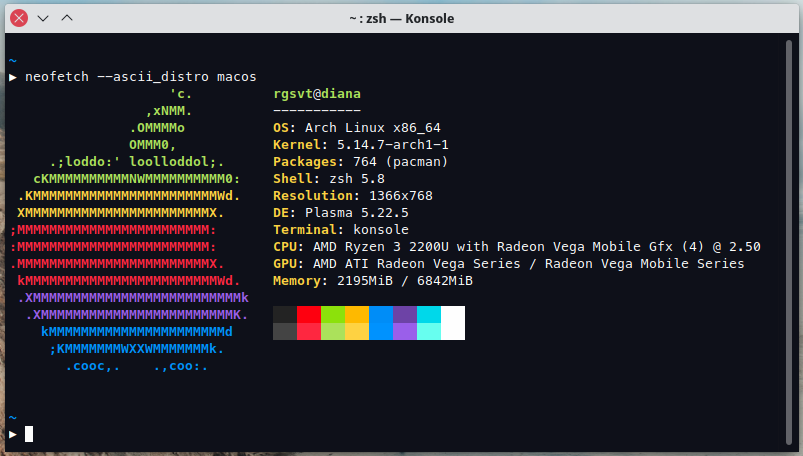 ~ : zsh — Konsole
~
▶ neofetch --ascii_distro macos
                    'c.          rgsvt@diana
                 ,xNMM.          -----------
               .OMMMMo           OS: Arch Linux x86_64
               OMMM0,            Kernel: 5.14.7-arch1-1
     .;loddo:' loolloddol;.      Packages: 764 (pacman)
   cKMMMMMMMMMMNWMMMMMMMMMM0:    Shell: zsh 5.8
 .KMMMMMMMMMMMMMMMMMMMMMMMWd.    Resolution: 1366x768
 XMMMMMMMMMMMMMMMMMMMMMMMX.      DE: Plasma 5.22.5
;MMMMMMMMMMMMMMMMMMMMMMMM:       Terminal: konsole
:MMMMMMMMMMMMMMMMMMMMMMMM:       CPU: AMD Ryzen 3 2200U with Radeon Vega Mobile Gfx (4) @ 2.50
.MMMMMMMMMMMMMMMMMMMMMMMMX.      GPU: AMD ATI Radeon Vega Series / Radeon Vega Mobile Series
 kMMMMMMMMMMMMMMMMMMMMMMMMWd.    Memory: 2195MiB / 6842MiB
 .XMMMMMMMMMMMMMMMMMMMMMMMMMMk
  .XMMMMMMMMMMMMMMMMMMMMMMMMK.
    kMMMMMMMMMMMMMMMMMMMMMMd
     ;KMMMMMMMWXXWMMMMMMMk.
       .cooc,.    .,coo:.
~
▶